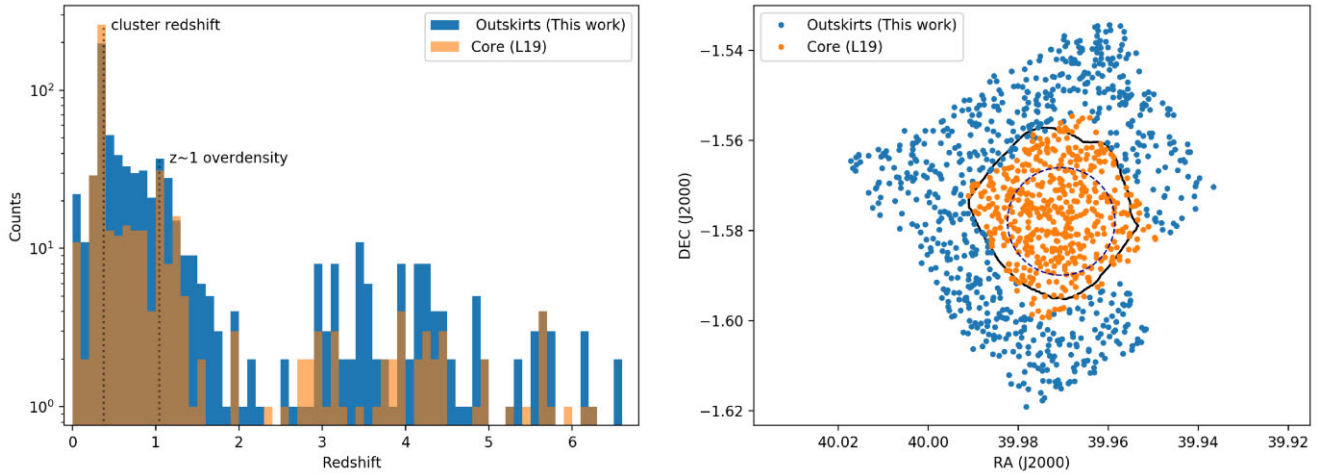 cluster redshift
z~1 overdensity
Outskirts (This work)
Core (L19)
10²
10¹
10⁰
Counts
0 1 2 3 4 5 6
Redshift
Outskirts (This work)
Core (L19)
−1.54
−1.56
−1.58
−1.60
−1.62
DEC (J2000)
40.02 40.00 39.98 39.96 39.94 39.92
RA (J2000)